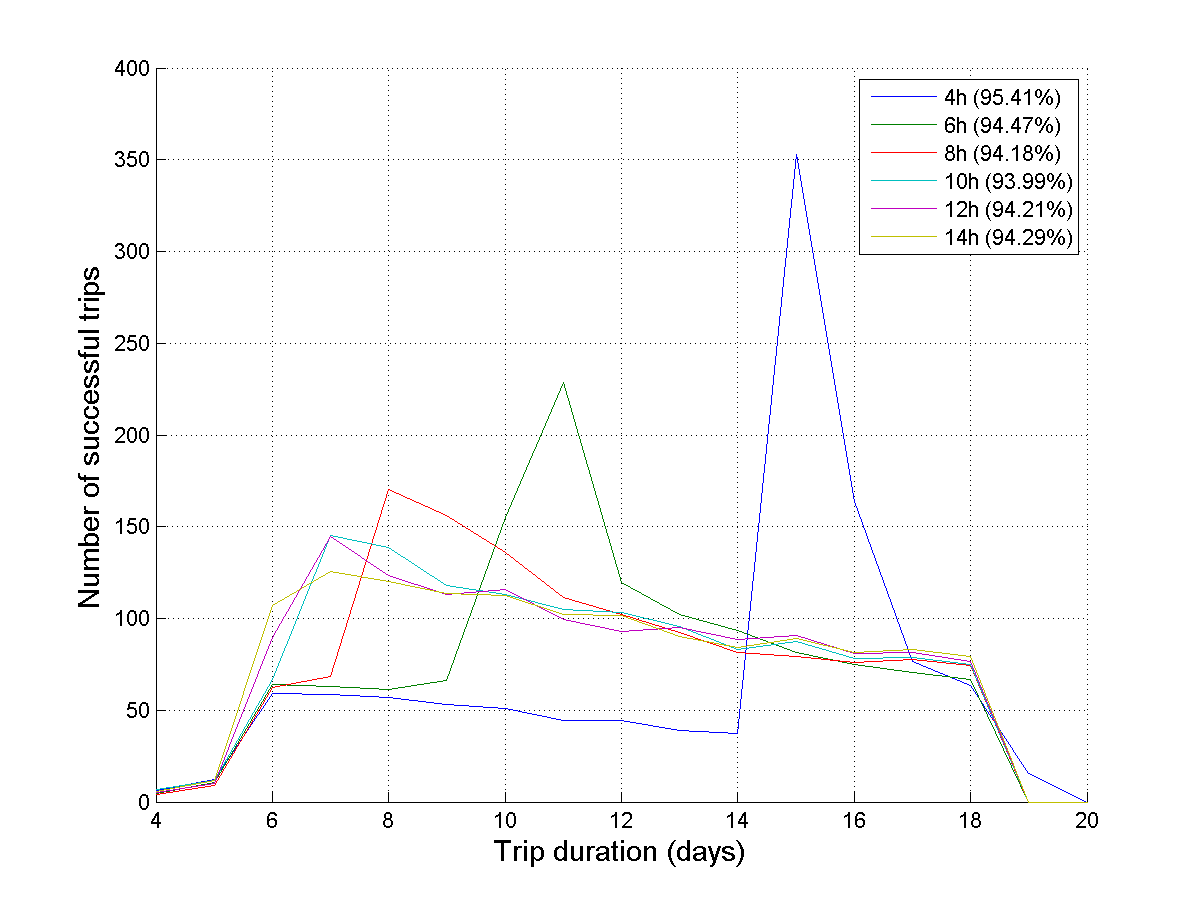 400
350
300
250
200
150
100
50
0
Number of successful trips
4h (95.41%)
6h (94.47%)
8h (94.18%)
10h (93.99%)
12h (94.21%)
14h (94.29%)
4 6 8 10 12 14 16 18 20
Trip duration (days)